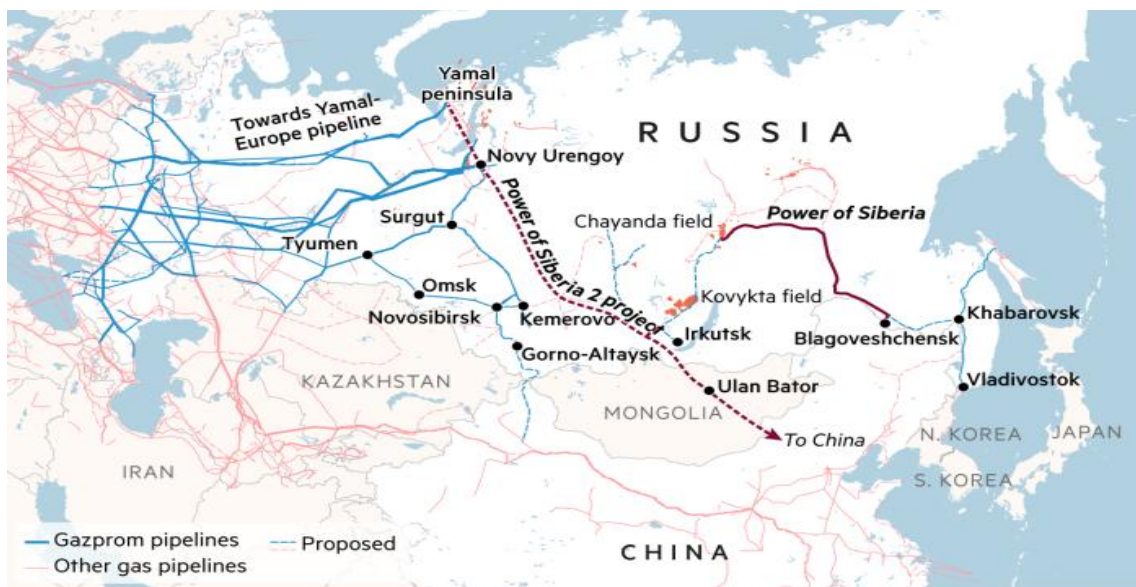 Yamal
peninsula
Towards Yamal-
Europe pipeline
RUSSIA
Novy Urengoy
Power of Siberia 2 project
Chayanda field
Power of Siberia
Surgut
Tyumen
Omsk
Kovykta field
Novosibirsk
Kemerovo
Irkutsk
Khabarovsk
Blagoveshchensk
Gorno-Altaysk
KAZAKHSTAN
Ulan Bator
Vladivostok
MONGOLIA
To China
N. KOREA
JAPAN
IRAN
S. KOREA
Gazprom pipelines
Proposed
Other gas pipelines
CHINA